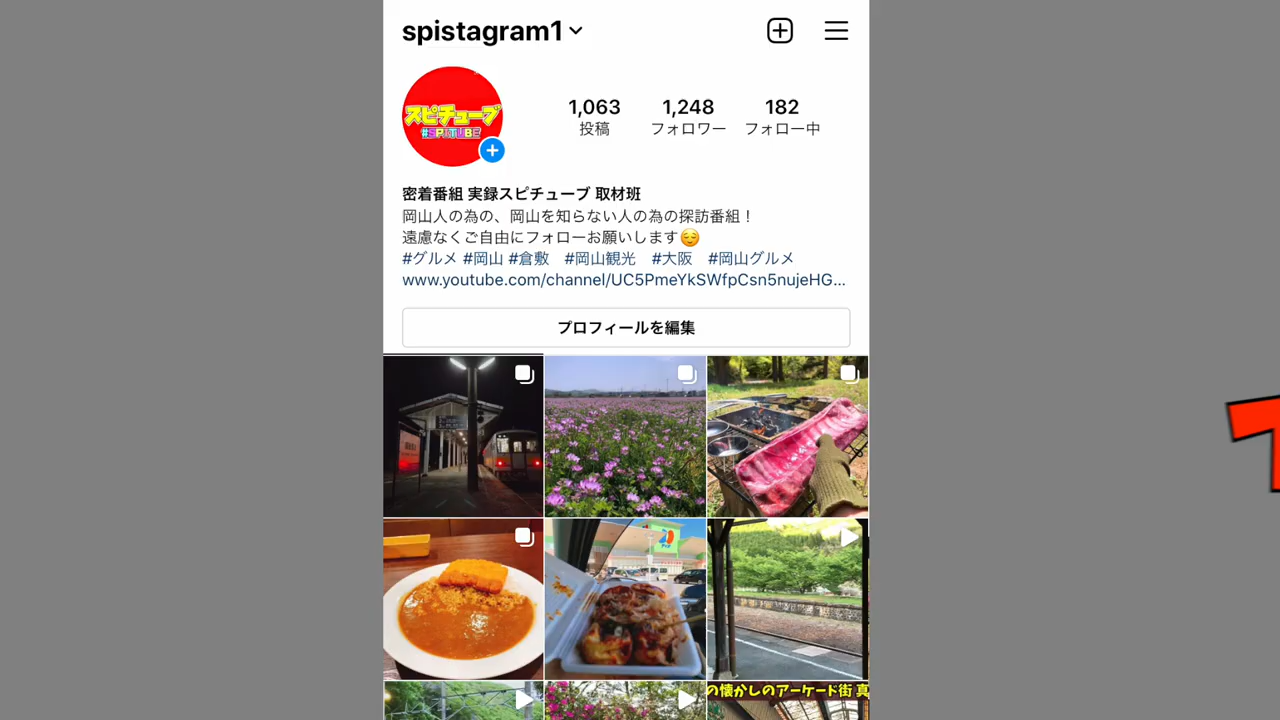 spistagram1
スピチューブ
#SPITUBE
1,063
投稿
1,248
フォロワー
182
フォロー中
密着番組 実録スピチューブ 取材班
岡山人の為の、岡山を知らない人の為の探訪番組！
遠慮なくご自由にフォローお願いします😌
#グルメ #岡山 #倉敷　#岡山観光　#大阪　#岡山グルメ
www.youtube.com/channel/UC5PmeYkSWfpCsn5nujeHG...
プロフィールを編集
の懐かしのアーケード街 真